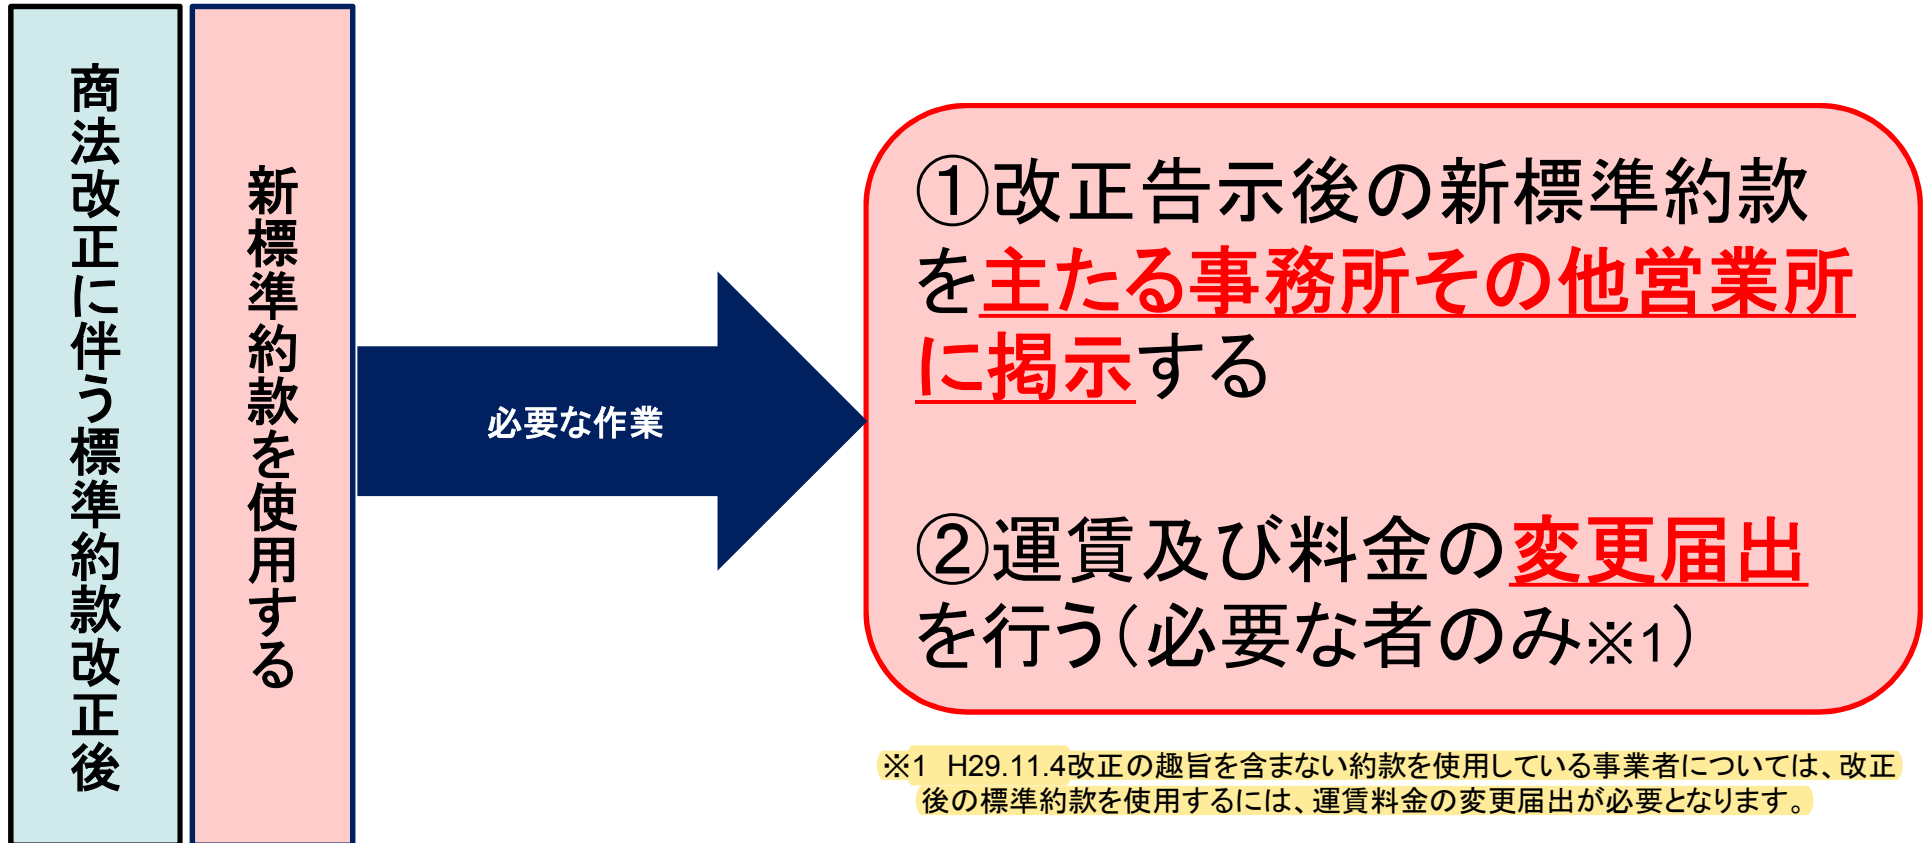 商法改正に伴う標準約款改正後
新標準約款を使用する
必要な作業
①改正告示後の新標準約款
を主たる事務所その他営業所
に掲示する
②運賃及び料金の変更届出
を行う(必要な者のみ※1)
※1　H29.11.4改正の趣旨を含まない約款を使用している事業者については、改正
後の標準約款を使用するには、運賃料金の変更届出が必要となります。